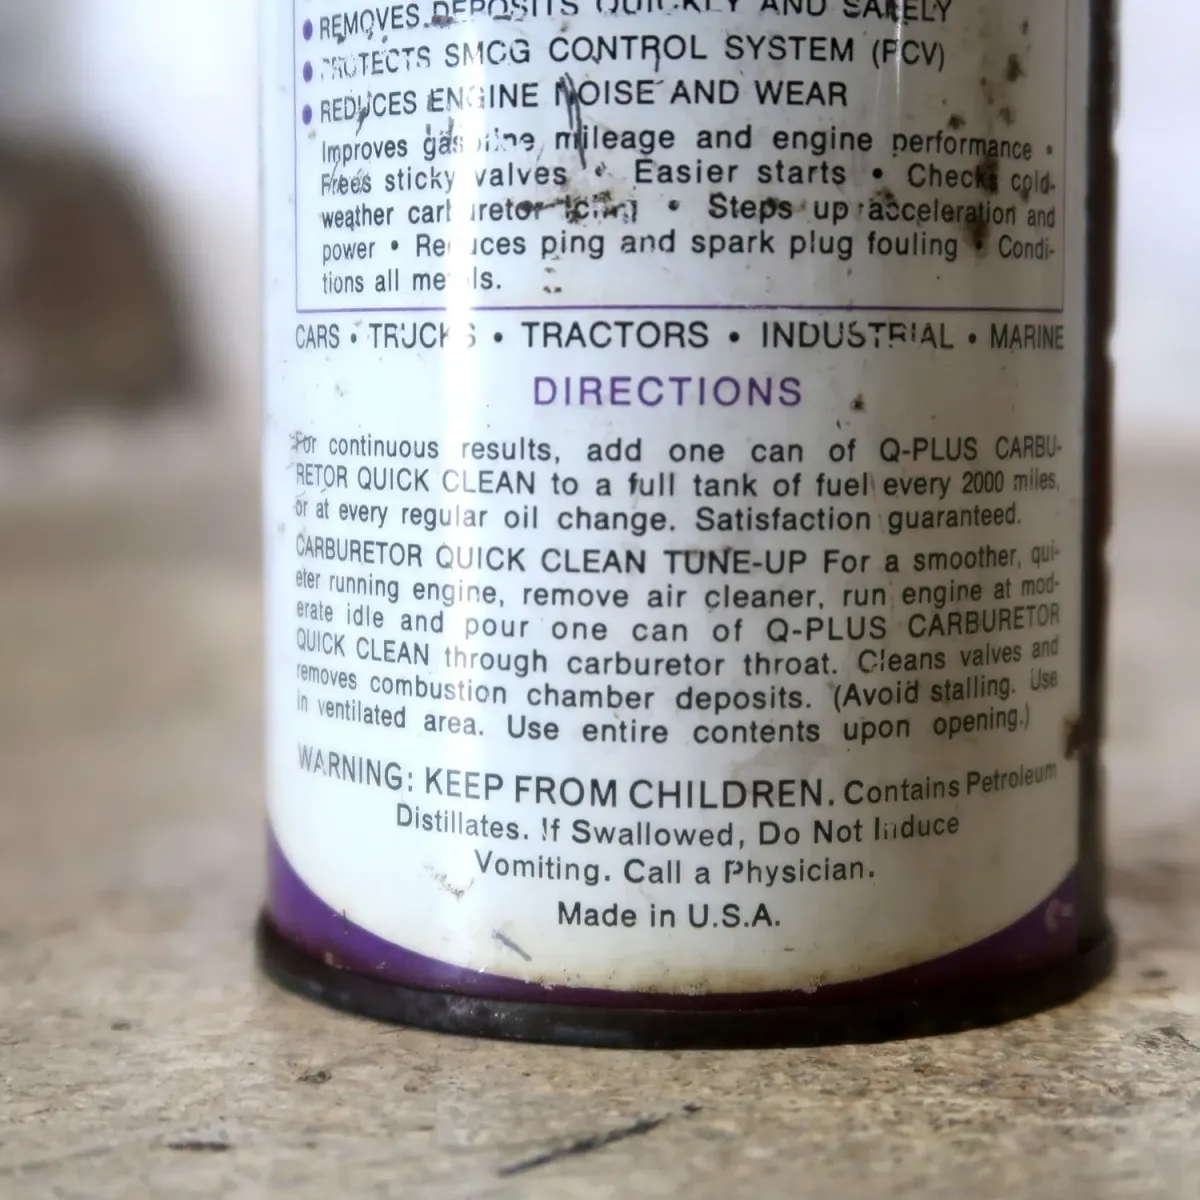 • REMOVES DEPOSITS QUICKLY AND SAFELY
• PROTECTS SMOG CONTROL SYSTEM (PCV)
• REDUCES ENGINE NOISE AND WEAR
Improves gasoline mileage and engine performance •
Frees sticky valves • Easier starts • Checks cold-
weather carburetor icing • Steps up acceleration and
power • Reduces ping and spark plug fouling • Condi-
tions all metals.
CARS • TRUCKS • TRACTORS • INDUSTRIAL • MARINE
DIRECTIONS
For continuous results, add one can of Q-PLUS CARBU-
RETOR QUICK CLEAN to a full tank of fuel every 2000 miles,
or at every regular oil change. Satisfaction guaranteed.
CARBURETOR QUICK CLEAN TUNE-UP For a smoother, qui-
eter running engine, remove air cleaner, run engine at mod-
erate idle and pour one can of Q-PLUS CARBURETOR
QUICK CLEAN through carburetor throat. Cleans valves and
removes combustion chamber deposits. (Avoid stalling. Use
in ventilated area. Use entire contents upon opening.)
WARNING: KEEP FROM CHILDREN. Contains Petroleum
Distillates. If Swallowed, Do Not Induce
Vomiting. Call a Physician.
Made in U.S.A.